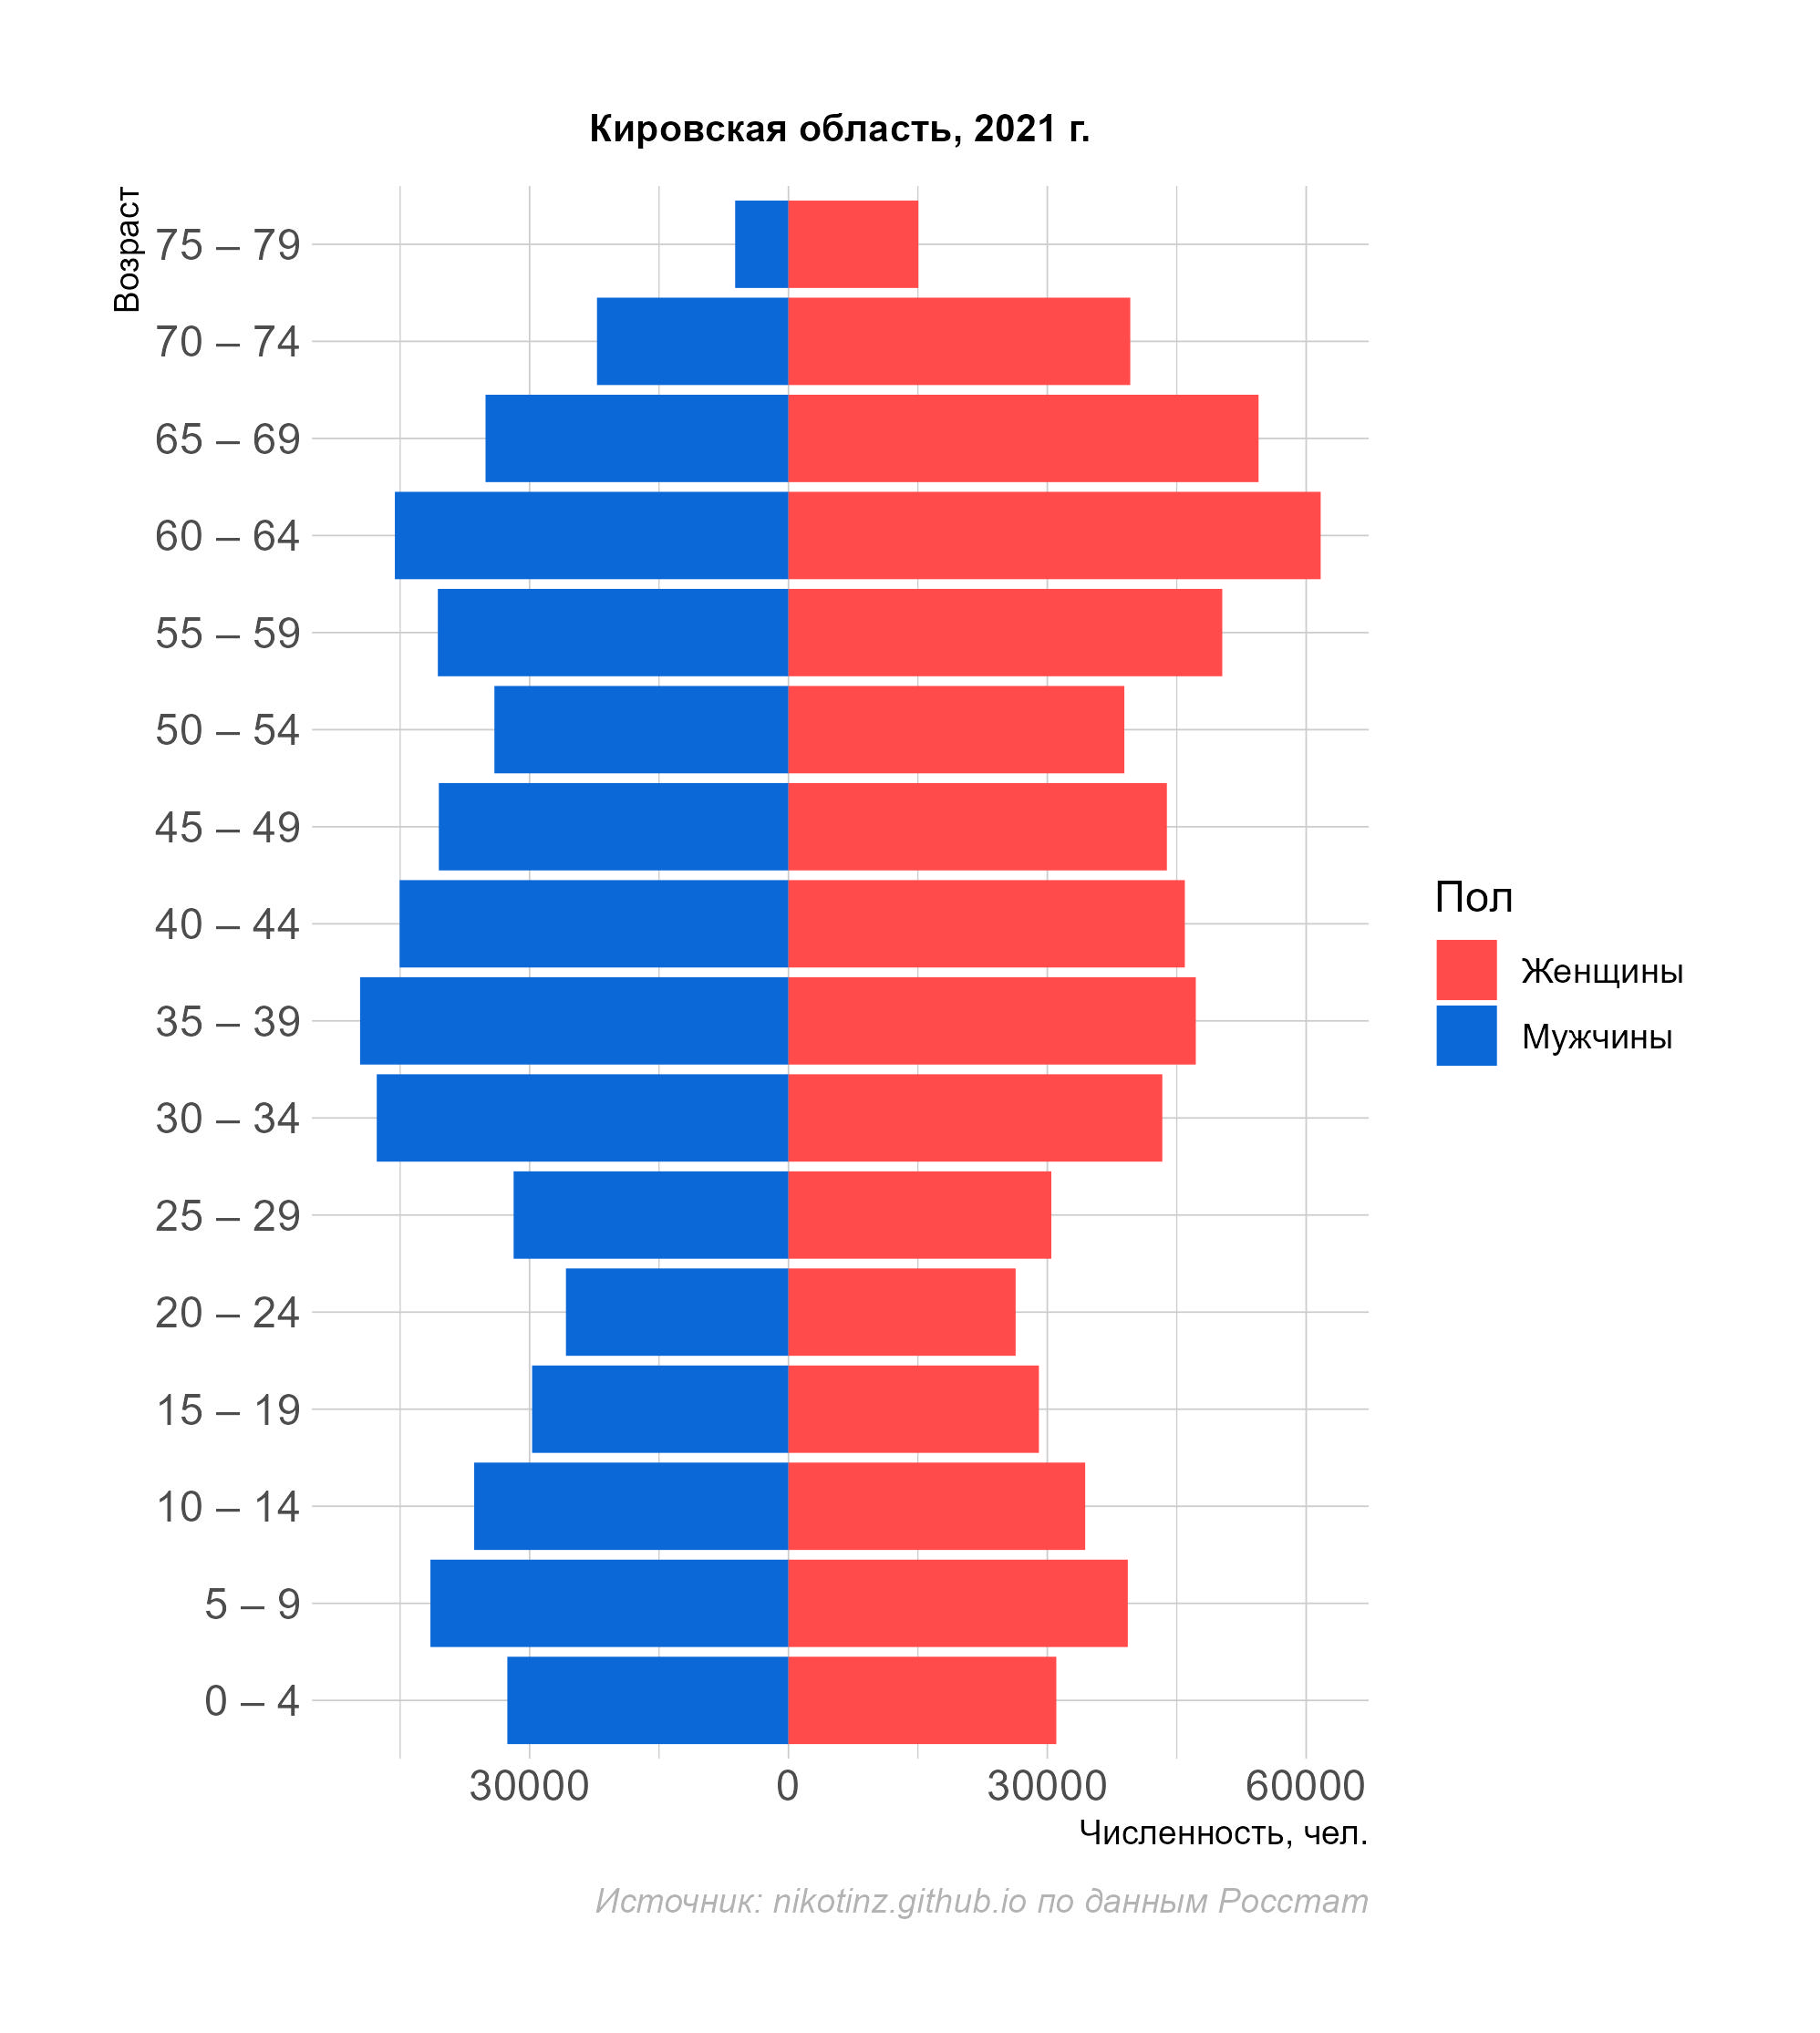 Кировская область, 2021 г.
Возраст
75 – 79
70 – 74
65 – 69
60 – 64
55 – 59
50 – 54
45 – 49
40 – 44
35 – 39
30 – 34
25 – 29
20 – 24
15 – 19
10 – 14
5 – 9
0 – 4
30000 0 30000 60000
Численность, чел.
Пол
Женщины
Мужчины
Источник: nikotinz.github.io по данным Росстат